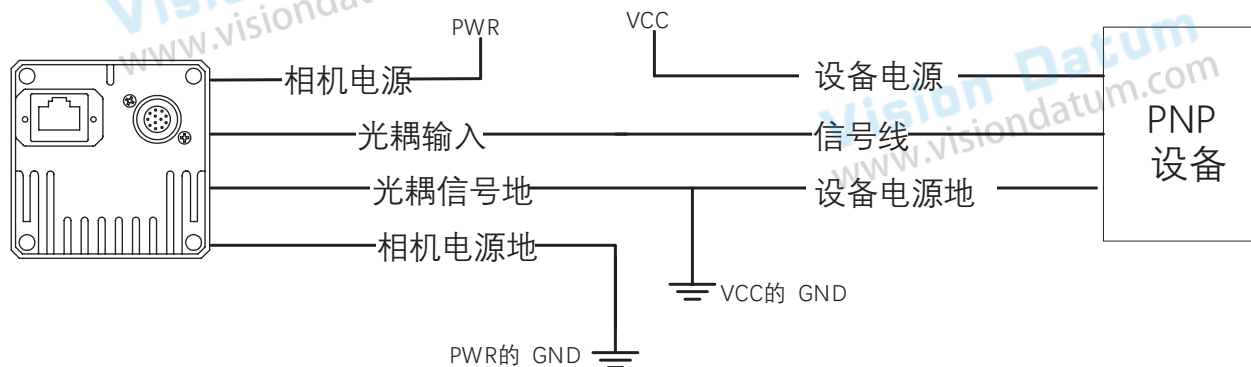 Vision Datum
www.visiondatum.com
PWR
VCC
相机电源
设备电源
Vision Datum
www.visiondatum.com
光耦输入
信号线
PNP
设备
光耦信号地
设备电源地
相机电源地
VCC的 GND
PWR的 GND